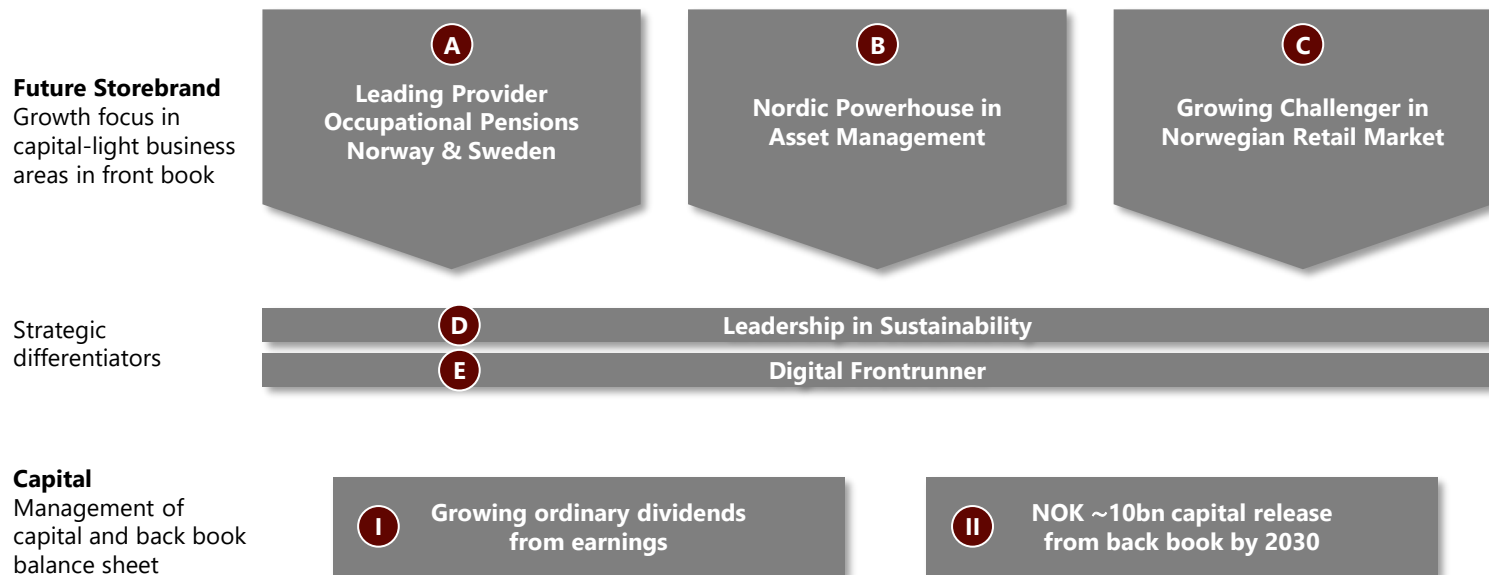 Future Storebrand
Growth focus in
capital-light business
areas in front book
A
Leading Provider
Occupational Pensions
Norway & Sweden
B
Nordic Powerhouse in
Asset Management
C
Growing Challenger in
Norwegian Retail Market
Strategic
differentiators
D
Leadership in Sustainability
E
Digital Frontrunner
Capital
Management of
capital and back book
balance sheet
I
Growing ordinary dividends
from earnings
II
NOK ~10bn capital release
from back book by 2030